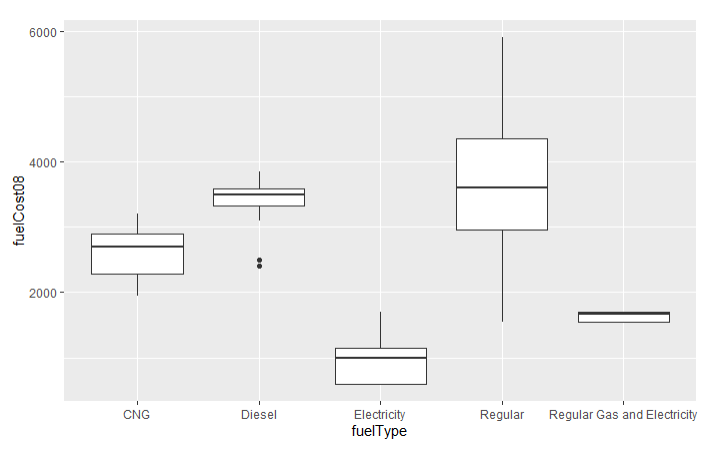 6000
4000
2000
fuelCost08
CNG
Diesel
Electricity
Regular
Regular Gas and Electricity
fuelType